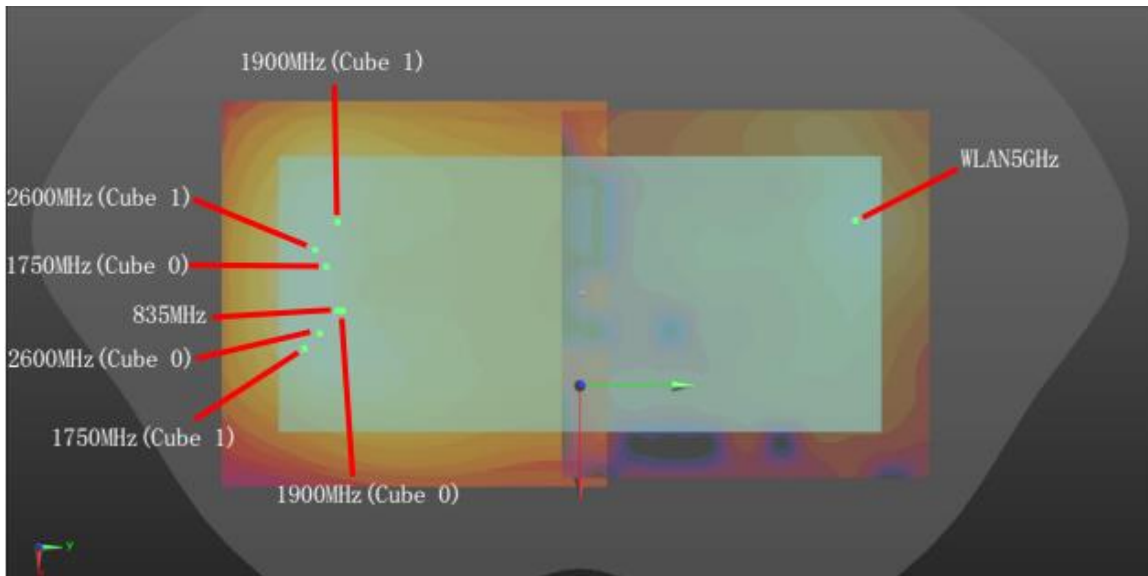 1900MHz(Cube 1)
WLAN5GHz
2600MHz(Cube 1)
1750MHz(Cube 0)
835MHz
2600MHz(Cube 0)
1750MHz(Cube 1)
1900MHz(Cube 0)
Y